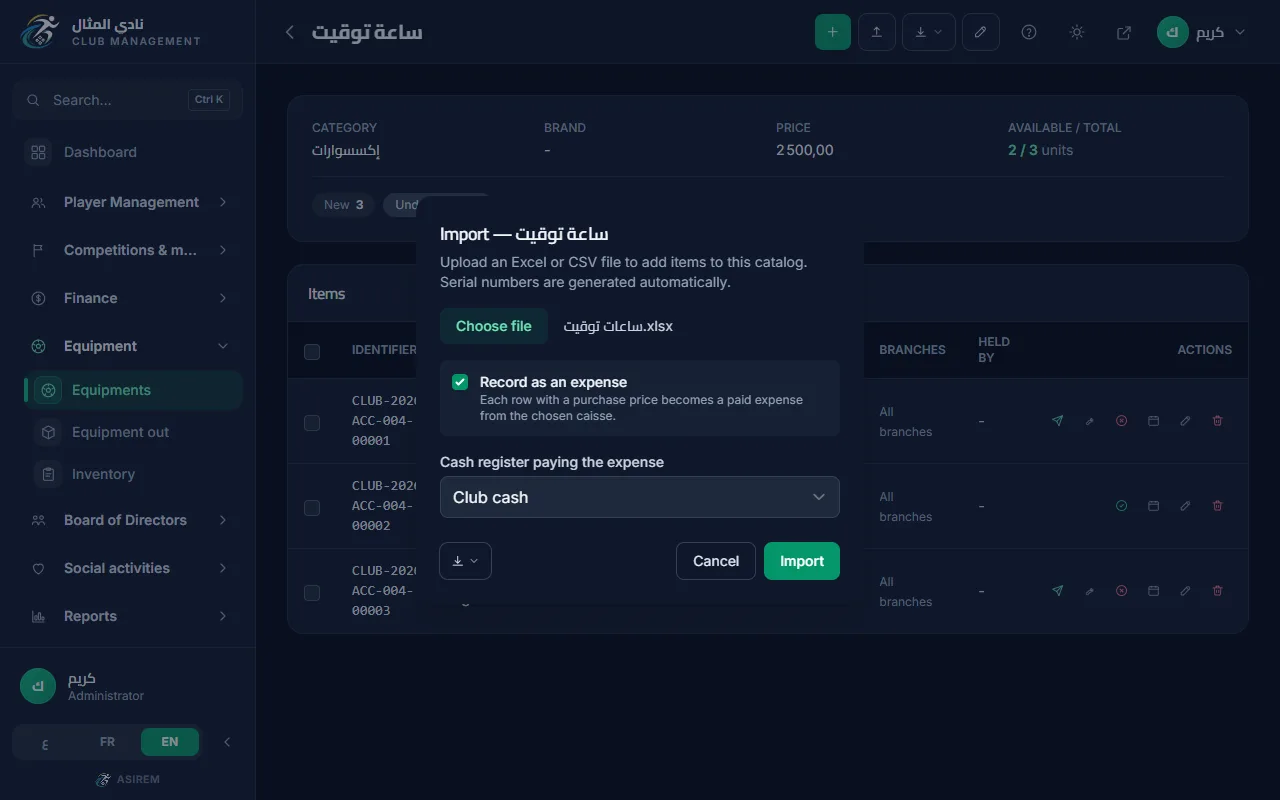 نادي المثال
CLUB MANAGEMENT
Search...
Ctrl K
Dashboard
Player Management
Competitions & m...
Finance
Equipment
Equipments
Equipment out
Inventory
Board of Directors
Social activities
Reports
ك
كريم
Administrator
ع
FR
EN
ASIREM
ساعة توقيت
ك
كريم
CATEGORY
إكسسوارات
BRAND
-
PRICE
2 500,00
AVAILABLE / TOTAL
2 / 3 units
New 3
Items
IDENTIFIER
BRANCHES
HELD BY
ACTIONS
CLUB-2026-
ACC-004-
00001
All
branches
-
ACC-004-
00002
All
branches
-
ACC-004-
00003
All
branches
-
Import — ساعة توقيت
Upload an Excel or CSV file to add items to this catalog.
Serial numbers are generated automatically.
Choose file
ساعات توقيت.xlsx
Record as an expense
Each row with a purchase price becomes a paid expense
from the chosen caisse.
Cash register paying the expense
Club cash
Cancel
Import